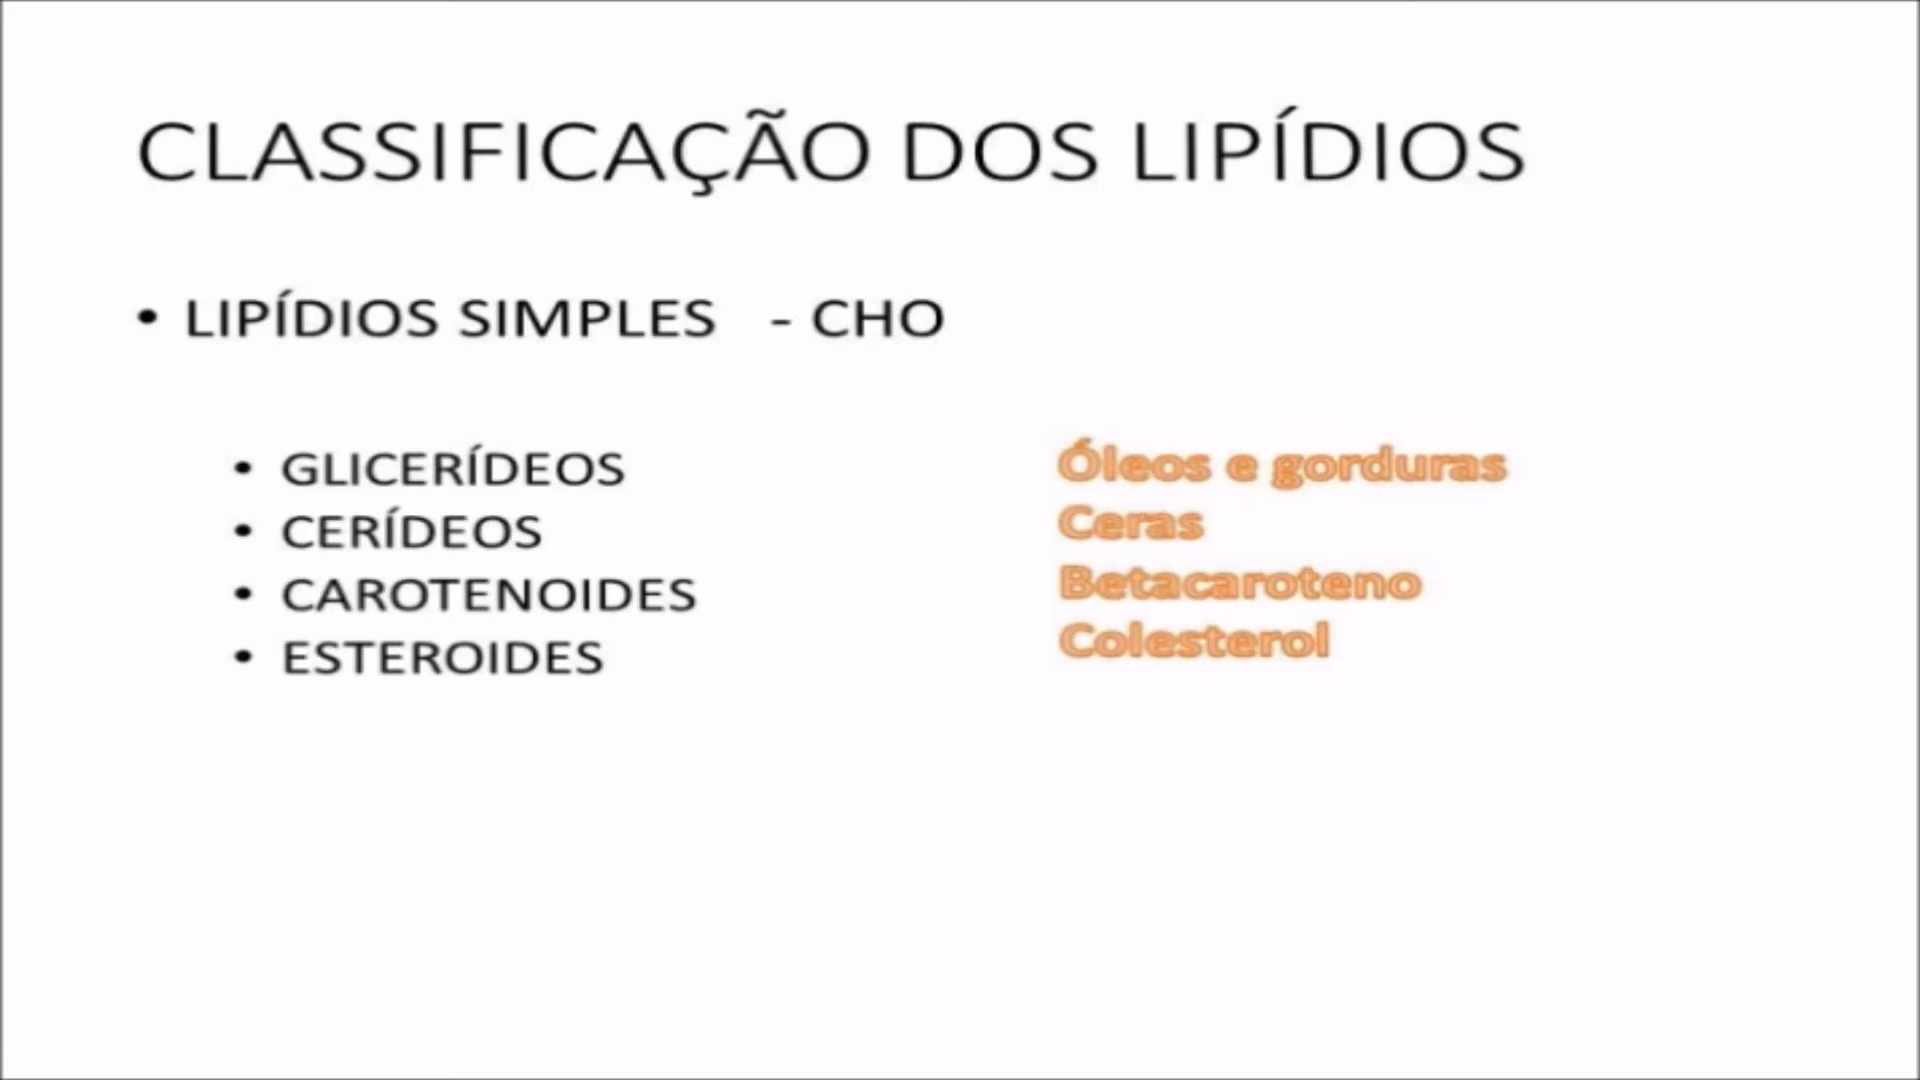 CLASSIFICAÇÃO DOS LIPÍDIOS
• LIPÍDIOS SIMPLES - CHO
• GLICERÍDEOS Óleos e gorduras
• CERÍDEOS Ceras
• CAROTENOIDES Betacaroteno
• ESTEROIDES Colesterol